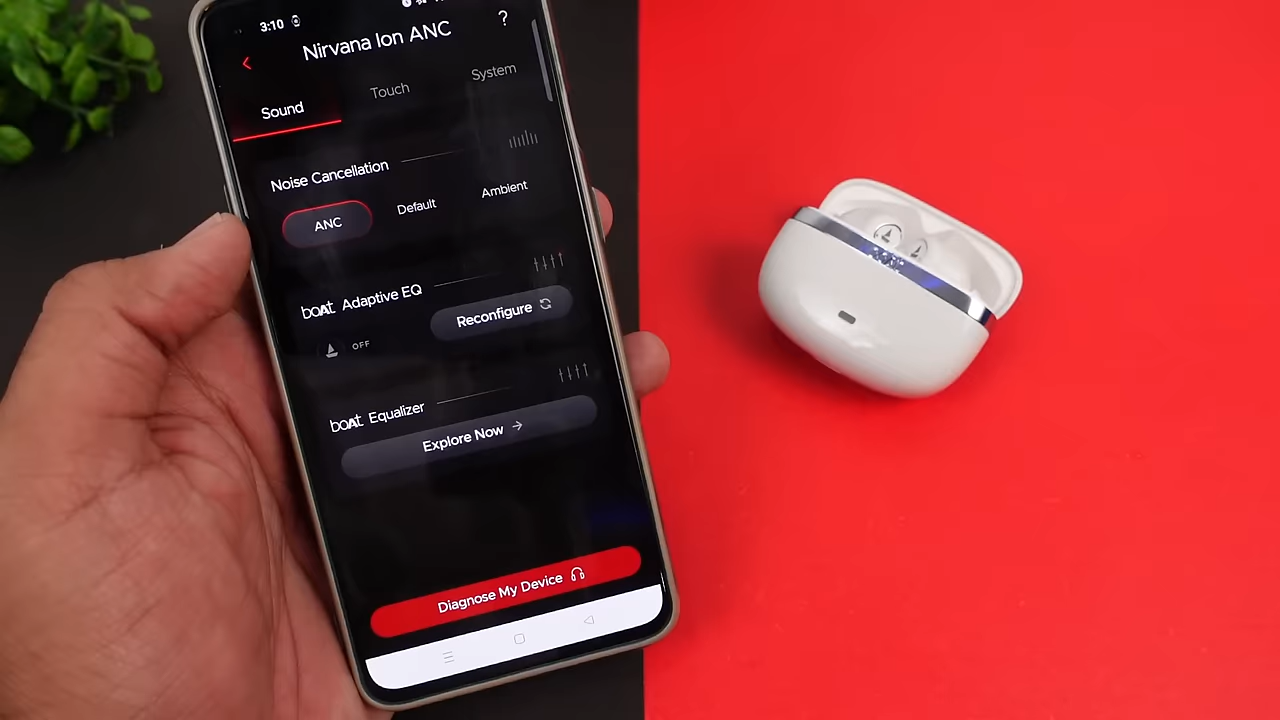 3:10
Nirvana Ion ANC
?
Sound
Touch
System
Noise Cancellation
ANC
Default
Ambient
boAt Adaptive EQ
Reconfigure
OFF
boAt Equalizer
Explore Now →
Diagnose My Device